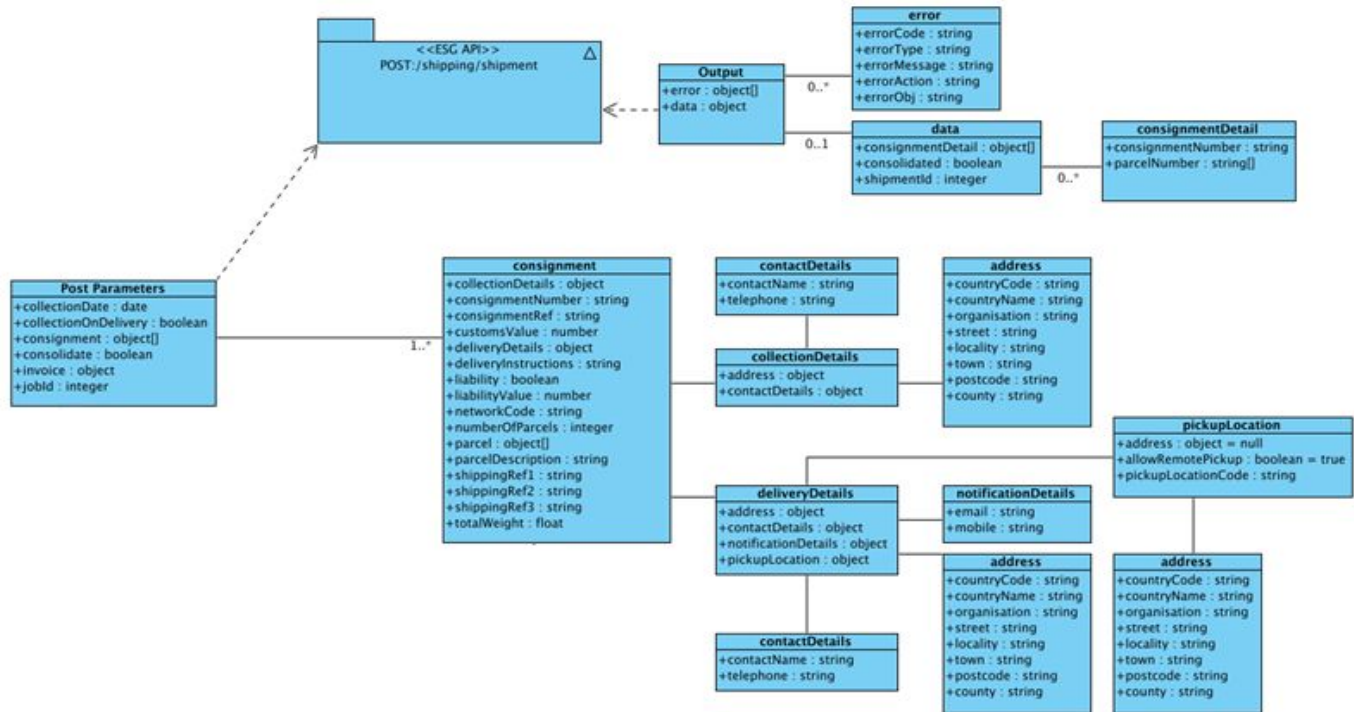 <<ESG API>>
POST:/shipping/shipment
Output
+error : object[]
+data : object
0..*
0..1
error
+errorCode : string
+errorType : string
+errorMessage : string
+errorAction : string
+errorObj : string
data
+consignmentDetail : object[]
+consolidated : boolean
+shipmentId : integer
0..*
consignmentDetail
+consignmentNumber : string
+parcelNumber : string[]
Post Parameters
+collectionDate : date
+collectionOnDelivery : boolean
+consignment : object[]
+consolidate : boolean
+invoice : object
+jobId : integer
1..*
consignment
+collectionDetails : object
+consignmentNumber : string
+consignmentRef : string
+customsValue : number
+deliveryDetails : object
+deliveryInstructions : string
+liability : boolean
+liabilityValue : number
+networkCode : string
+numberOfParcels : integer
+parcel : object[]
+parcelDescription : string
+shippingRef1 : string
+shippingRef2 : string
+shippingRef3 : string
+totalWeight : float
contactDetails
+contactName : string
+telephone : string
collectionDetails
+address : object
+contactDetails : object
address
+countryCode : string
+countryName : string
+organisation : string
+street : string
+locality : string
+town : string
+postcode : string
+county : string
pickupLocation
+address : object = null
+allowRemotePickup : boolean = true
+pickupLocationCode : string
deliveryDetails
+address : object
+contactDetails : object
+notificationDetails : object
+pickupLocation : object
notificationDetails
+email : string
+mobile : string
address
+countryCode : string
+countryName : string
+organisation : string
+street : string
+locality : string
+town : string
+postcode : string
+county : string
address
+countryCode : string
+countryName : string
+organisation : string
+street : string
+locality : string
+town : string
+postcode : string
+county : string
contactDetails
+contactName : string
+telephone : string